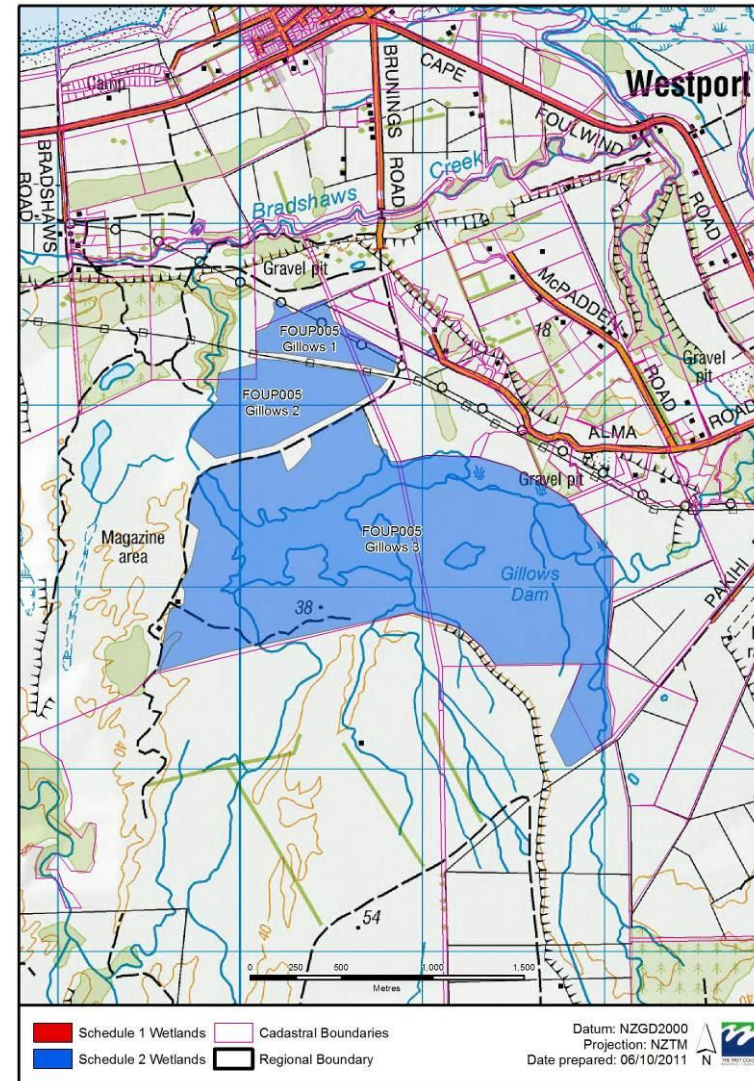 Westport
CAPE
FOULWIND
ROAD
BRUNINGS
ROAD
Camp
BRADSHAWS
ROAD
Bradshaws Creek
Gravel pit
McPADDEN
ROAD
18
Gravel
pit
FOUP005
Gillows 1
FOUP005
Gillows 2
ALMA ROAD
Gravel pit
FOUP005
Gillows 3
Magazine
area
Gillows
Dam
PAKIHI
38
40
40
54
0 250 500 1,000 1,500
Metres
Schedule 1 Wetlands
Cadastral Boundaries
Schedule 2 Wetlands
Regional Boundary
Datum: NZGD2000
Projection: NZTM
Date prepared: 06/10/2011
N